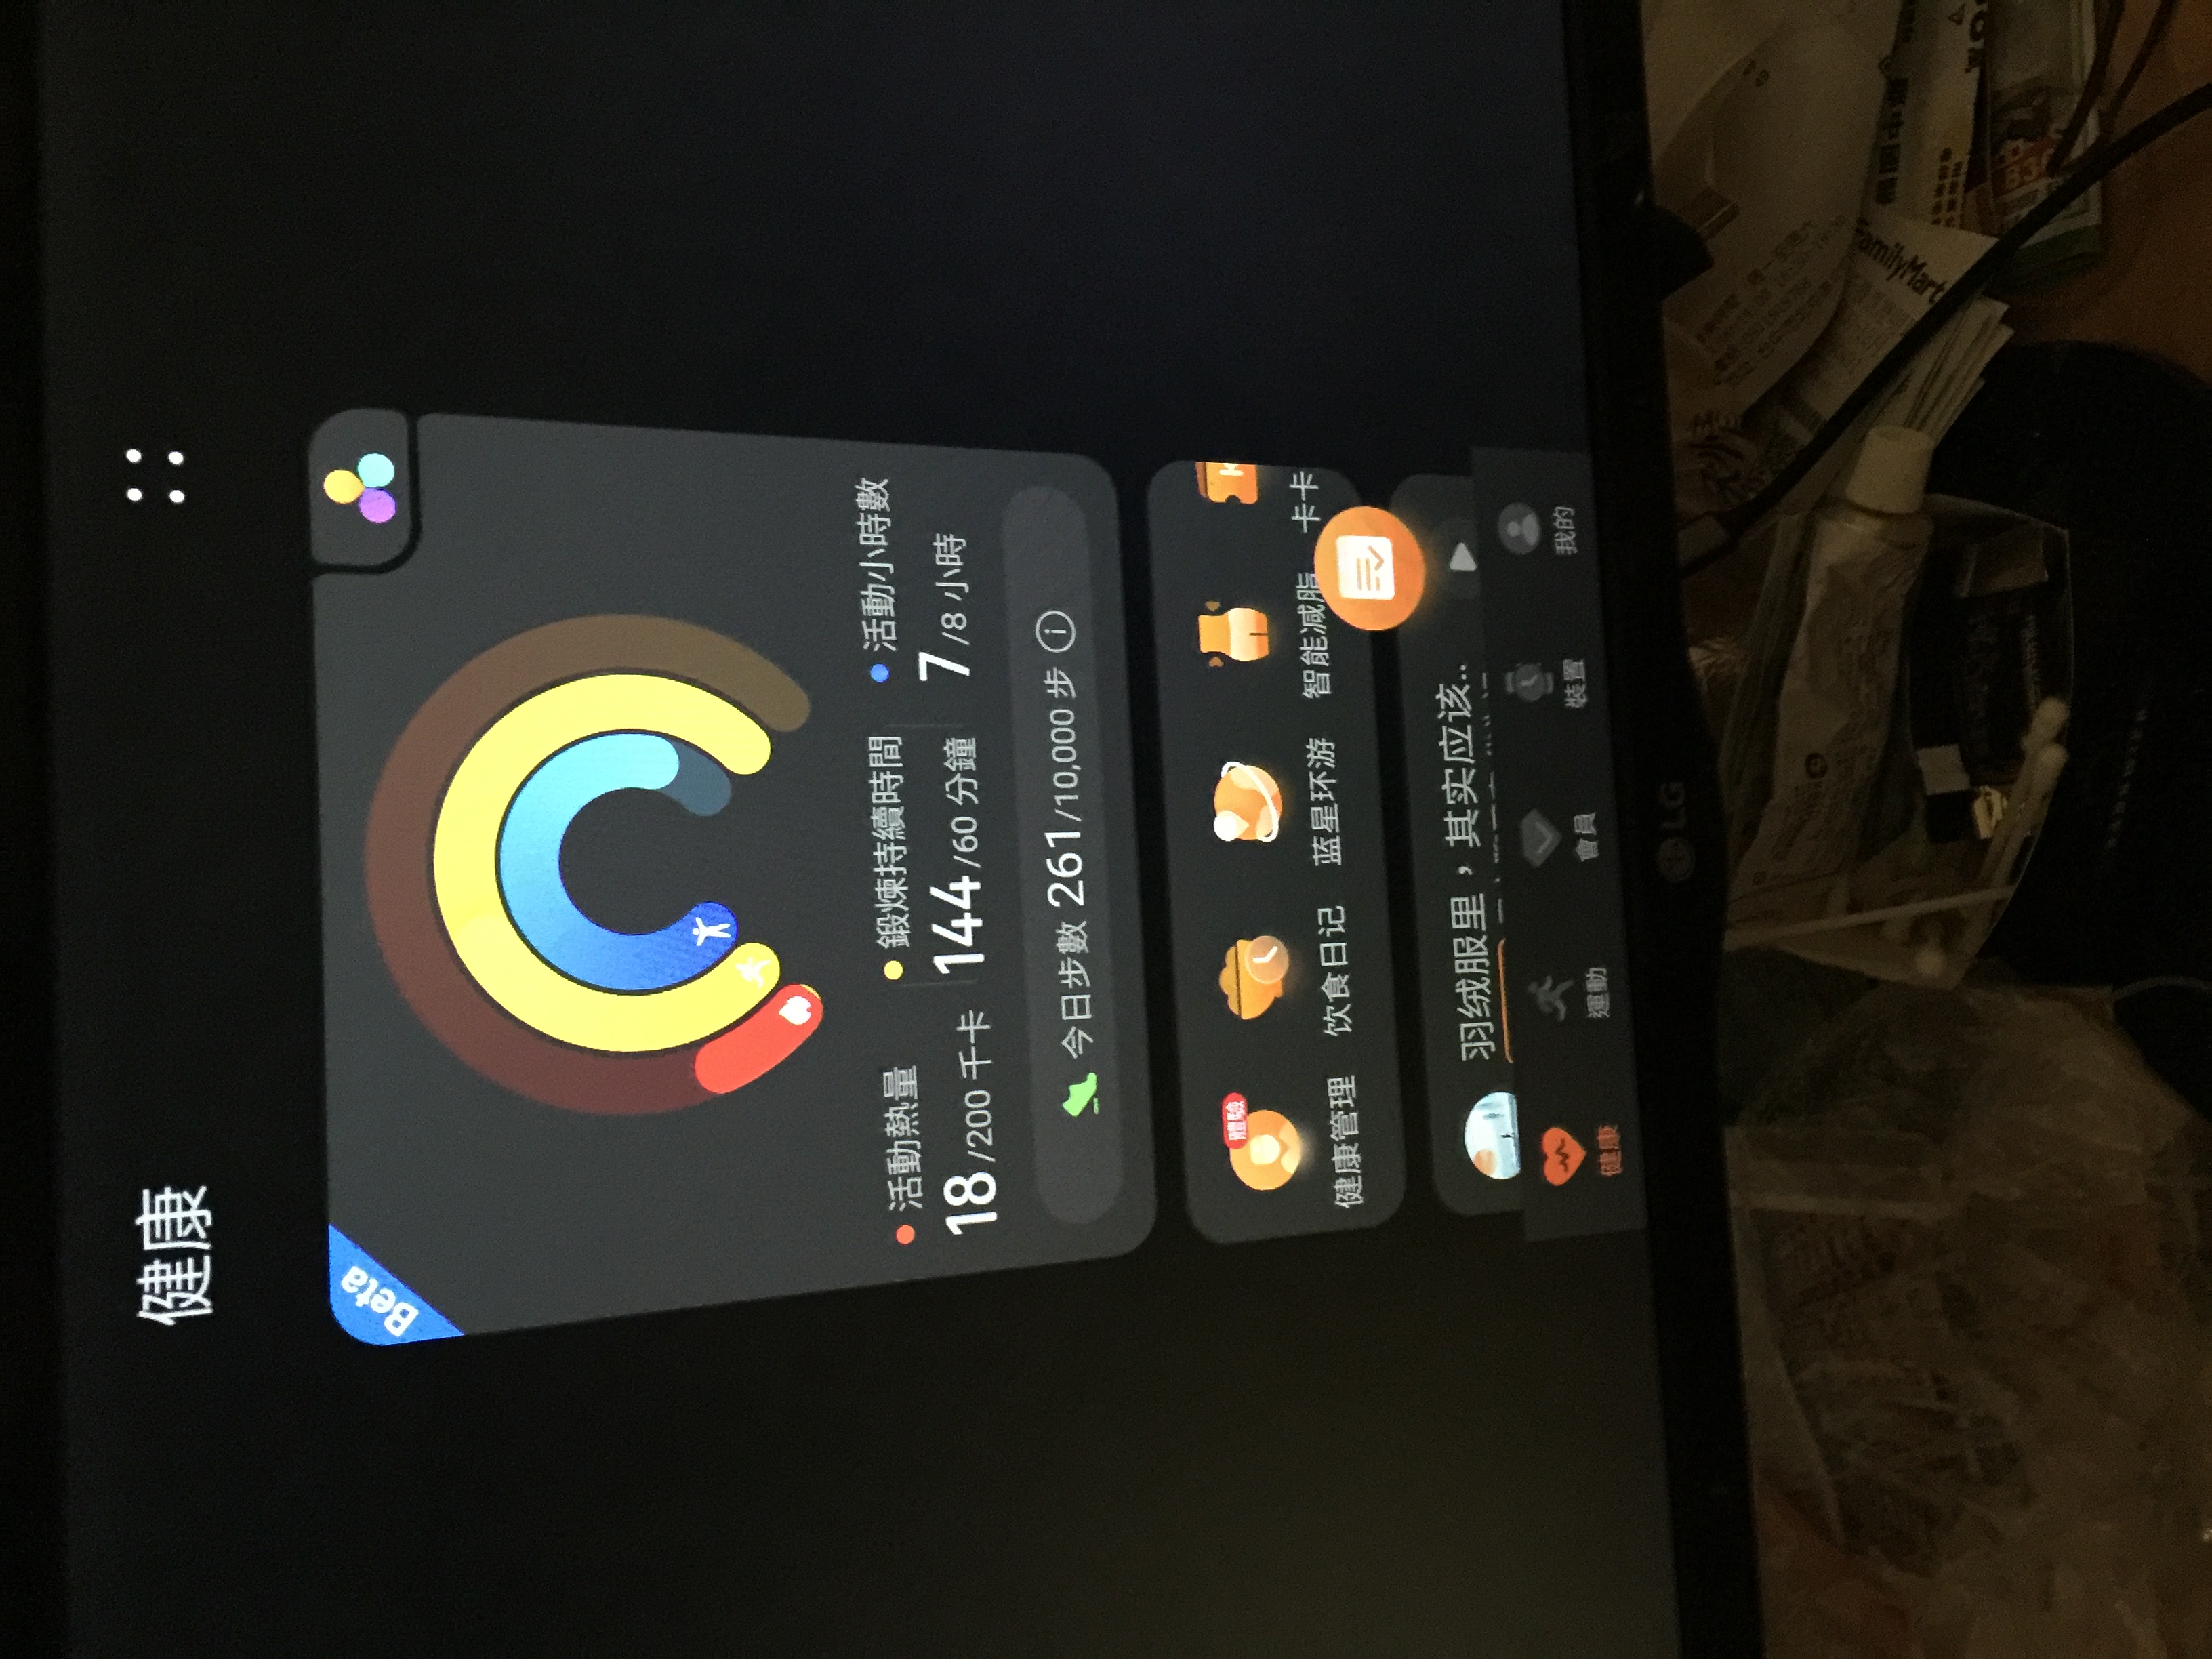 健康
Beta
活動熱量
鍛煉持續時間
活動小時數
18/200 千卡
144/60 分鐘
7/8 小時
今日步數 261/10,000 步
體驗
健康管理
饮食日记
蓝星环游
智能减脂
卡卡
羽绒服里，其实应该..
健康
運動
會員
裝置
我的
LG
FamilyMart